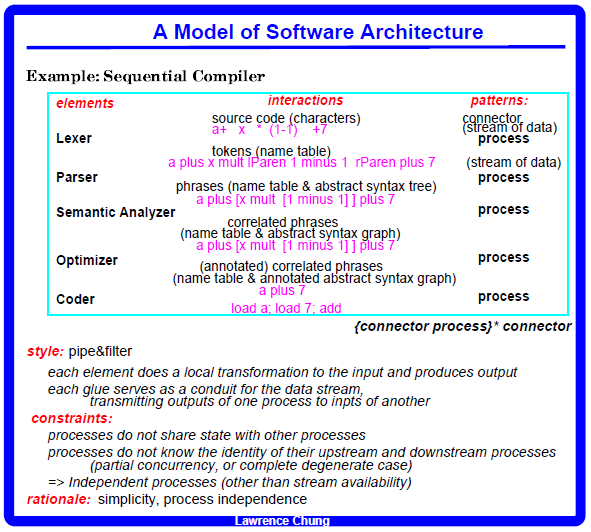 A Model of Software Architecture
Example: Sequential Compiler
elements interactions patterns:
source code (characters) connector
a+ x * (1-1) +7 (stream of data)
Lexer process
tokens (name table)
a plus x mult lParen 1 minus 1 rParen plus 7 (stream of data)
Parser process
phrases (name table & abstract syntax tree)
a plus [x mult [1 minus 1] ] plus 7
Semantic Analyzer process
correlated phrases
(name table & abstract syntax graph)
a plus [x mult [1 minus 1] ] plus 7
Optimizer process
(annotated) correlated phrases
(name table & annotated abstract syntax graph)
a plus 7
Coder process
load a; load 7; add
{connector process}* connector
style: pipe&filter
each element does a local transformation to the input and produces output
each glue serves as a conduit for the data stream,
transmitting outputs of one process to inpts of another
constraints:
processes do not share state with other processes
processes do not know the identity of their upstream and downstream processes
(partial concurrency, or complete degenerate case)
=> Independent processes (other than stream availability)
rationale: simplicity, process independence
Lawrence Chung